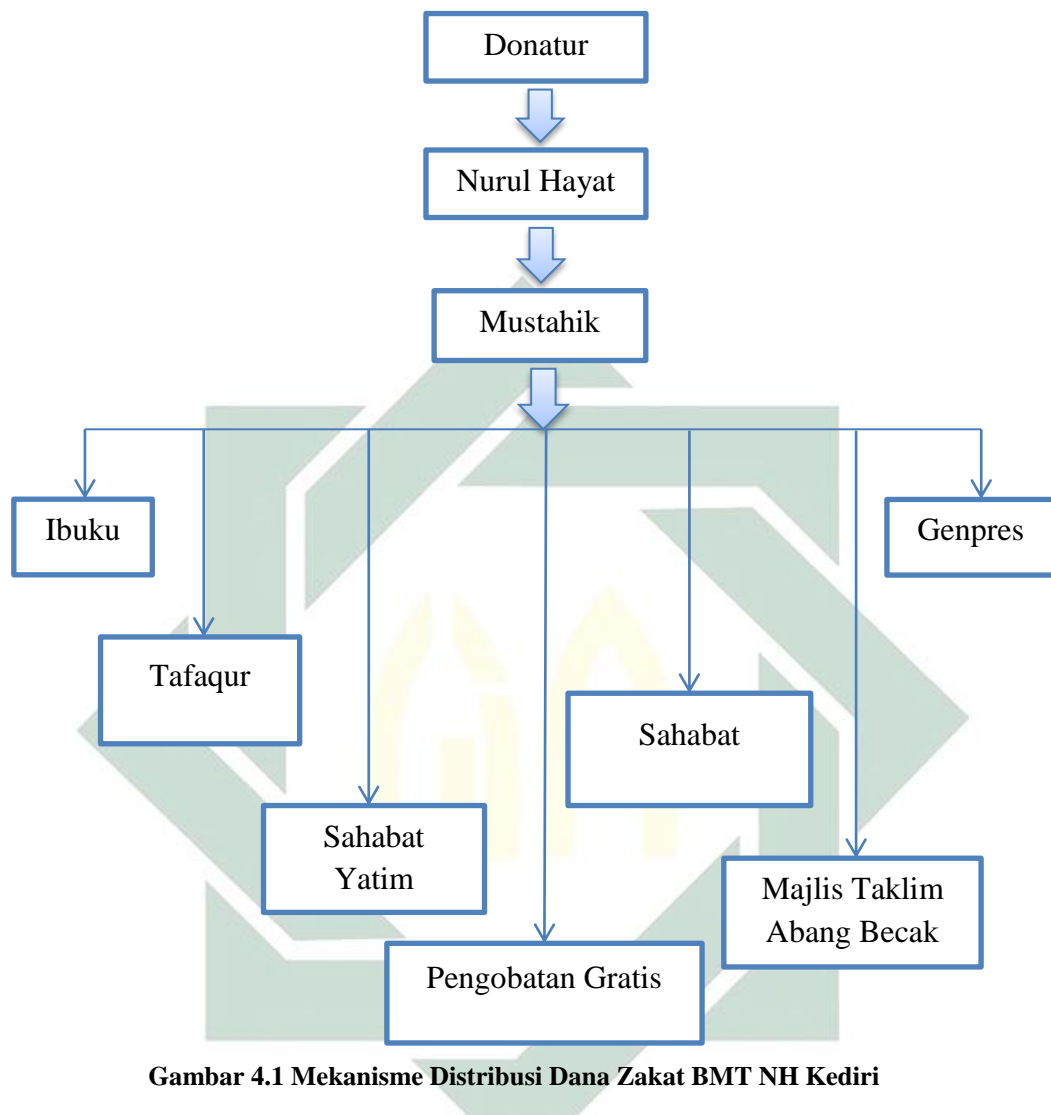 Donatur
Nurul Hayat
Mustahik
Ibuku
Genpres
Tafaqur
Sahabat
Sahabat
Yatim
Majlis Taklim
Abang Becak
Pengobatan Gratis
Gambar 4.1 Mekanisme Distribusi Dana Zakat BMT NH Kediri